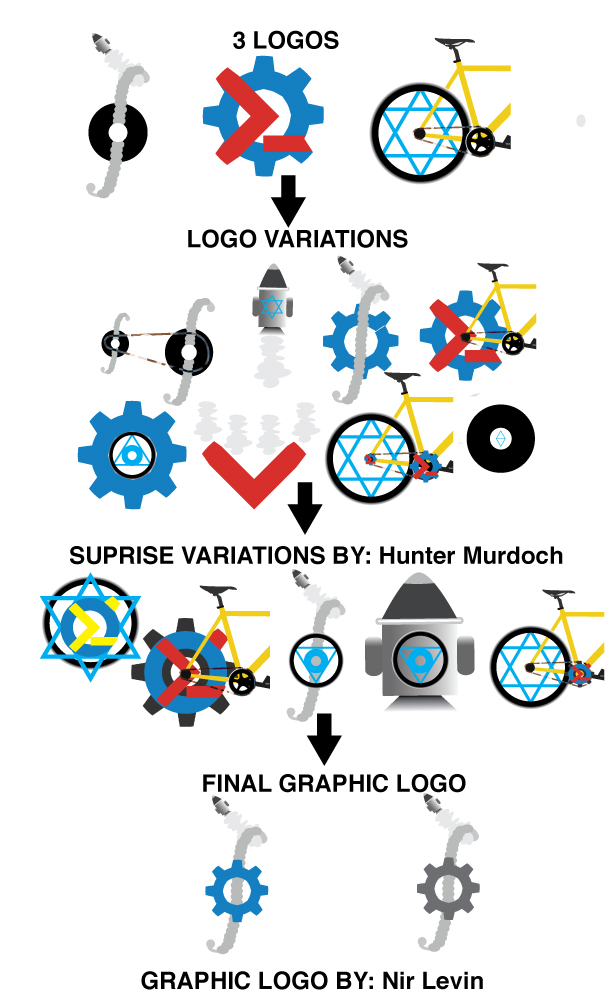 3 LOGOS
LOGO VARIATIONS
SUPRISE VARIATIONS BY: Hunter Murdoch
FINAL GRAPHIC LOGO
GRAPHIC LOGO BY: Nir Levin